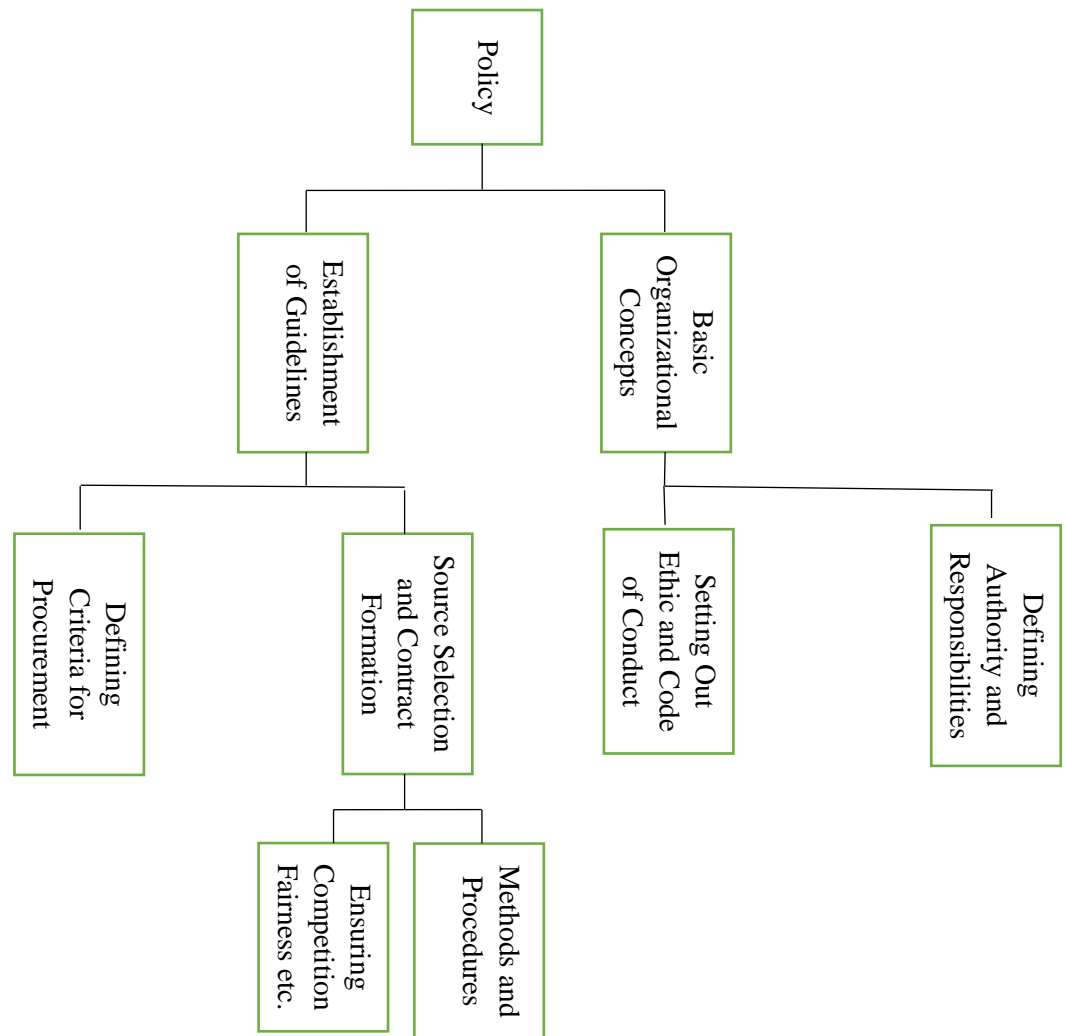 Policy
Establishment
of Guidelines
Basic
Organizational
Concepts
Defining
Criteria for
Procurement
Source Selection
and Contract
Formation
Setting Out
Ethic and Code
of Conduct
Defining
Authority and
Responsibilities
Ensuring
Competition
Fairness etc.
Methods and
Procedures